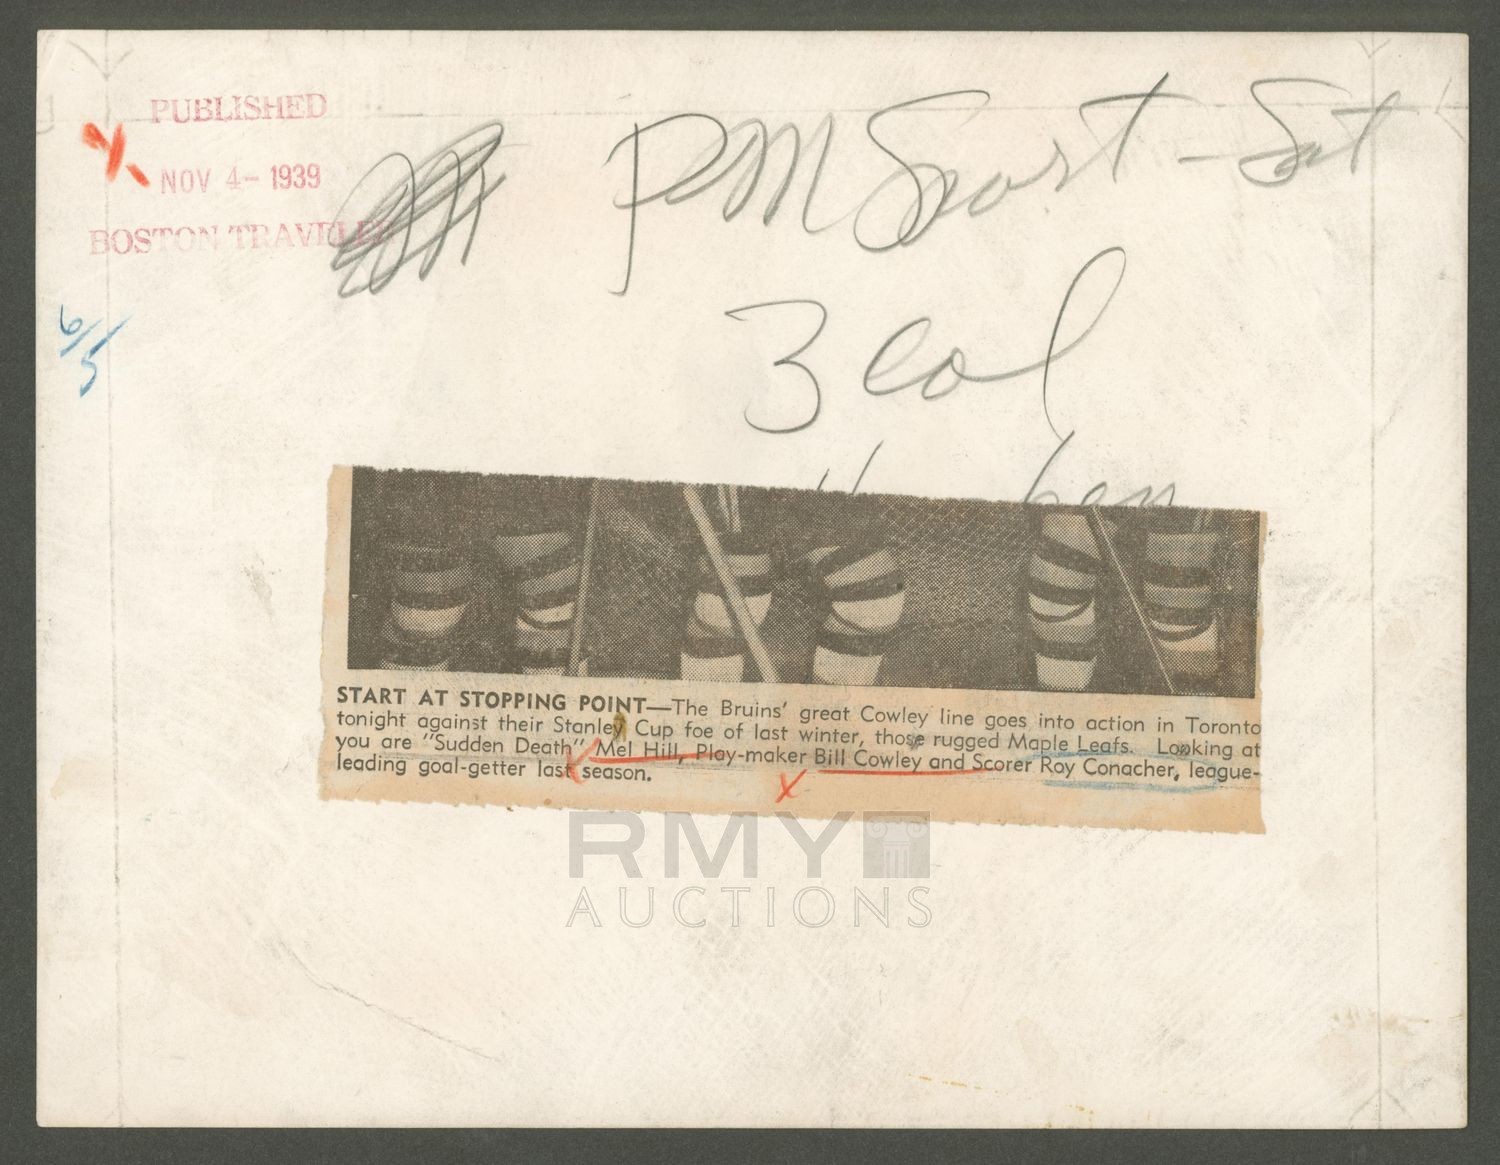 PUBLISHED
NOV 4- 1939
BOSTON TRAVELER
6/5
PM Sport - Sat
3 col
START AT STOPPING POINT—The Bruins' great Cowley line goes into action in Toronto
tonight against their Stanley Cup foe of last winter, those rugged Maple Leafs. Looking at
you are "Sudden Death" Mel Hill, Play-maker Bill Cowley and Scorer Roy Conacher, league-
leading goal-getter last season.
X
RMY
AUCTIONS